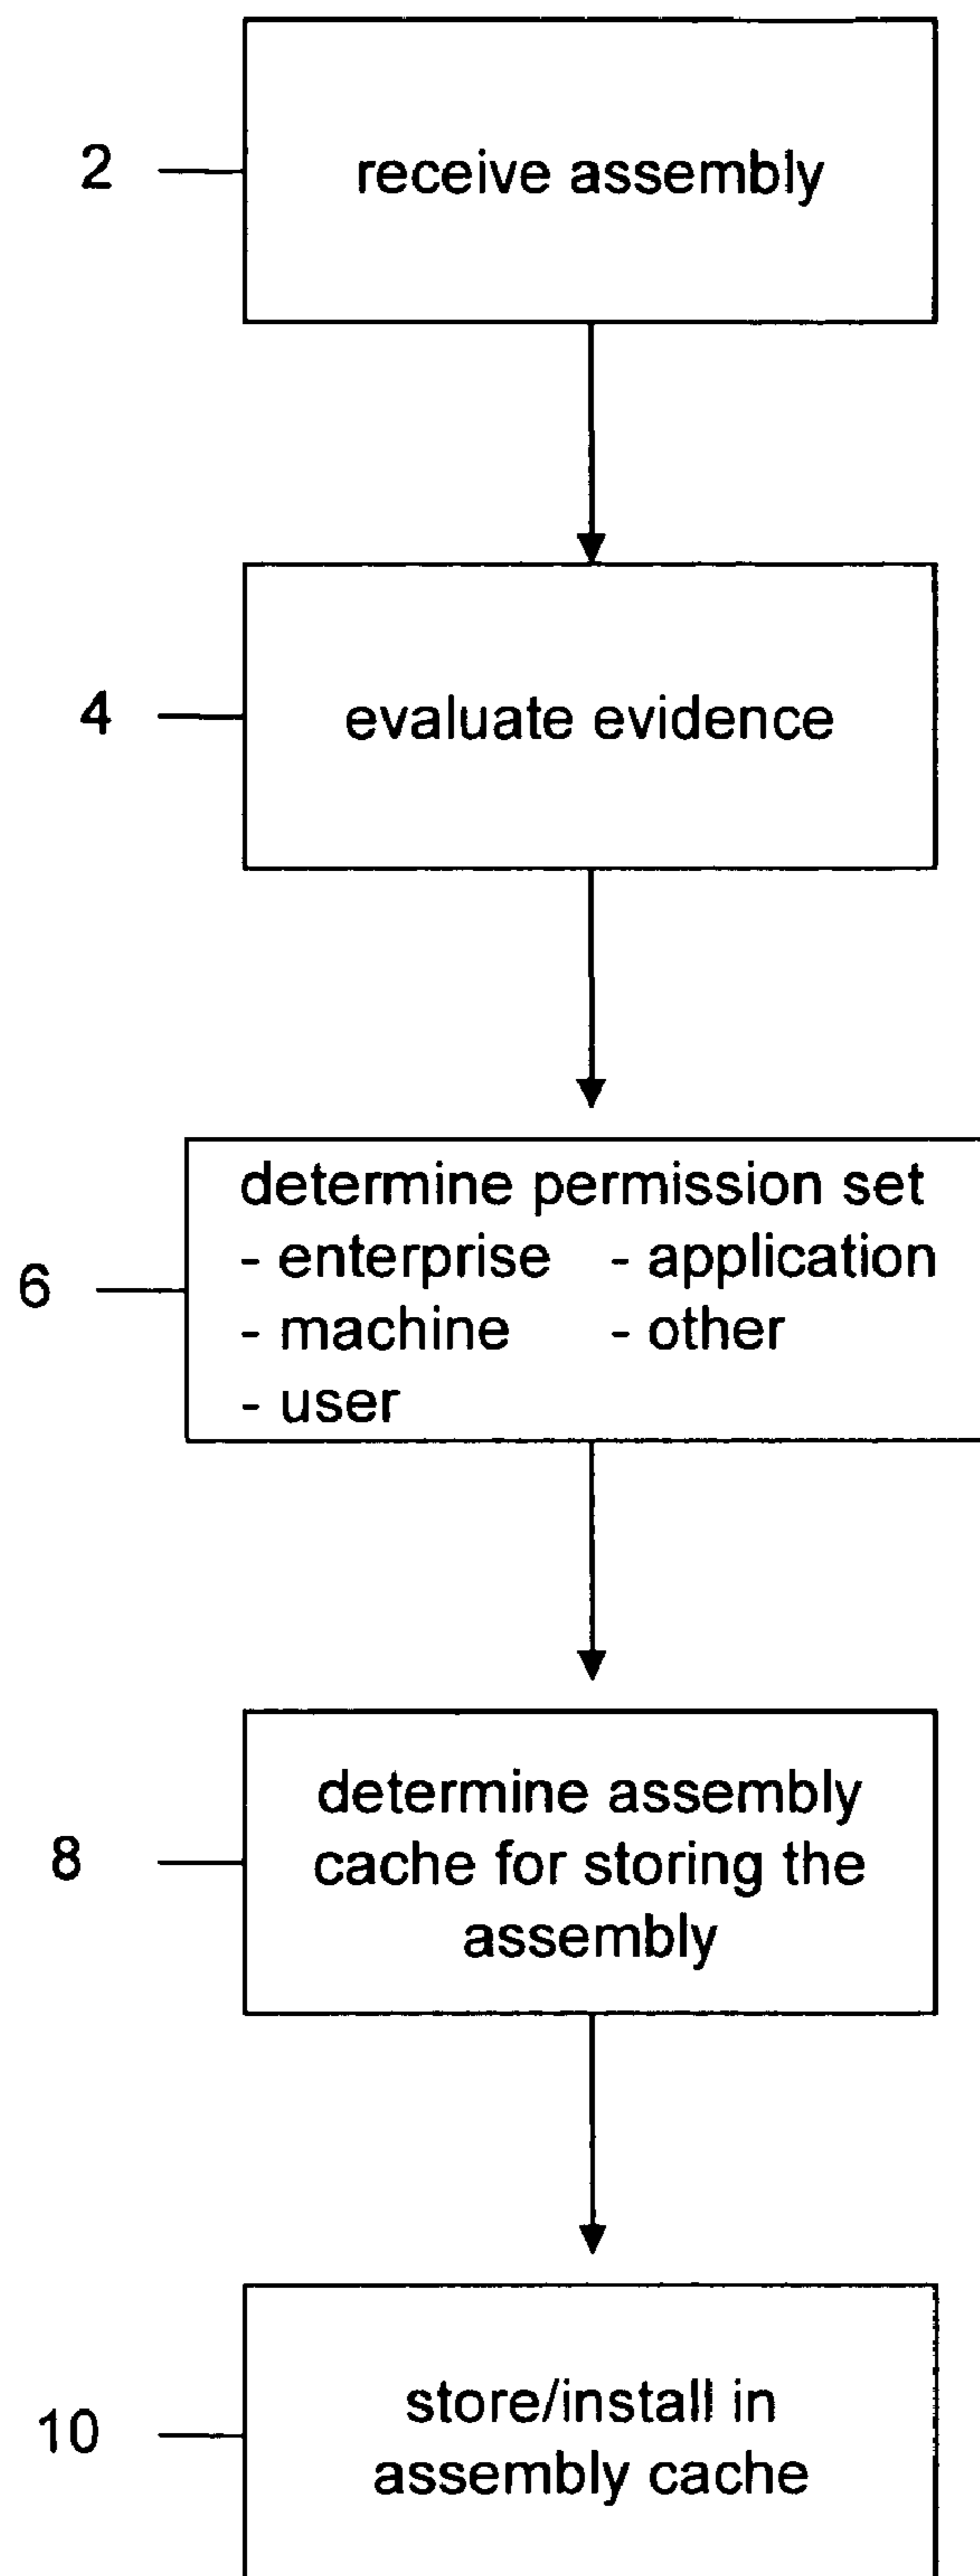 2
receive assembly
4
evaluate evidence
6
determine permission set
- enterprise - application
- machine - other
- user
8
determine assembly
cache for storing the
assembly
10
store/install in
assembly cache